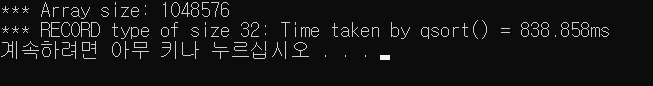 *** Array size: 1048576
*** RECORD type of size 32: Time taken by qsort() = 838.858ms
계속하려면 아무 키나 누르십시오 . . .